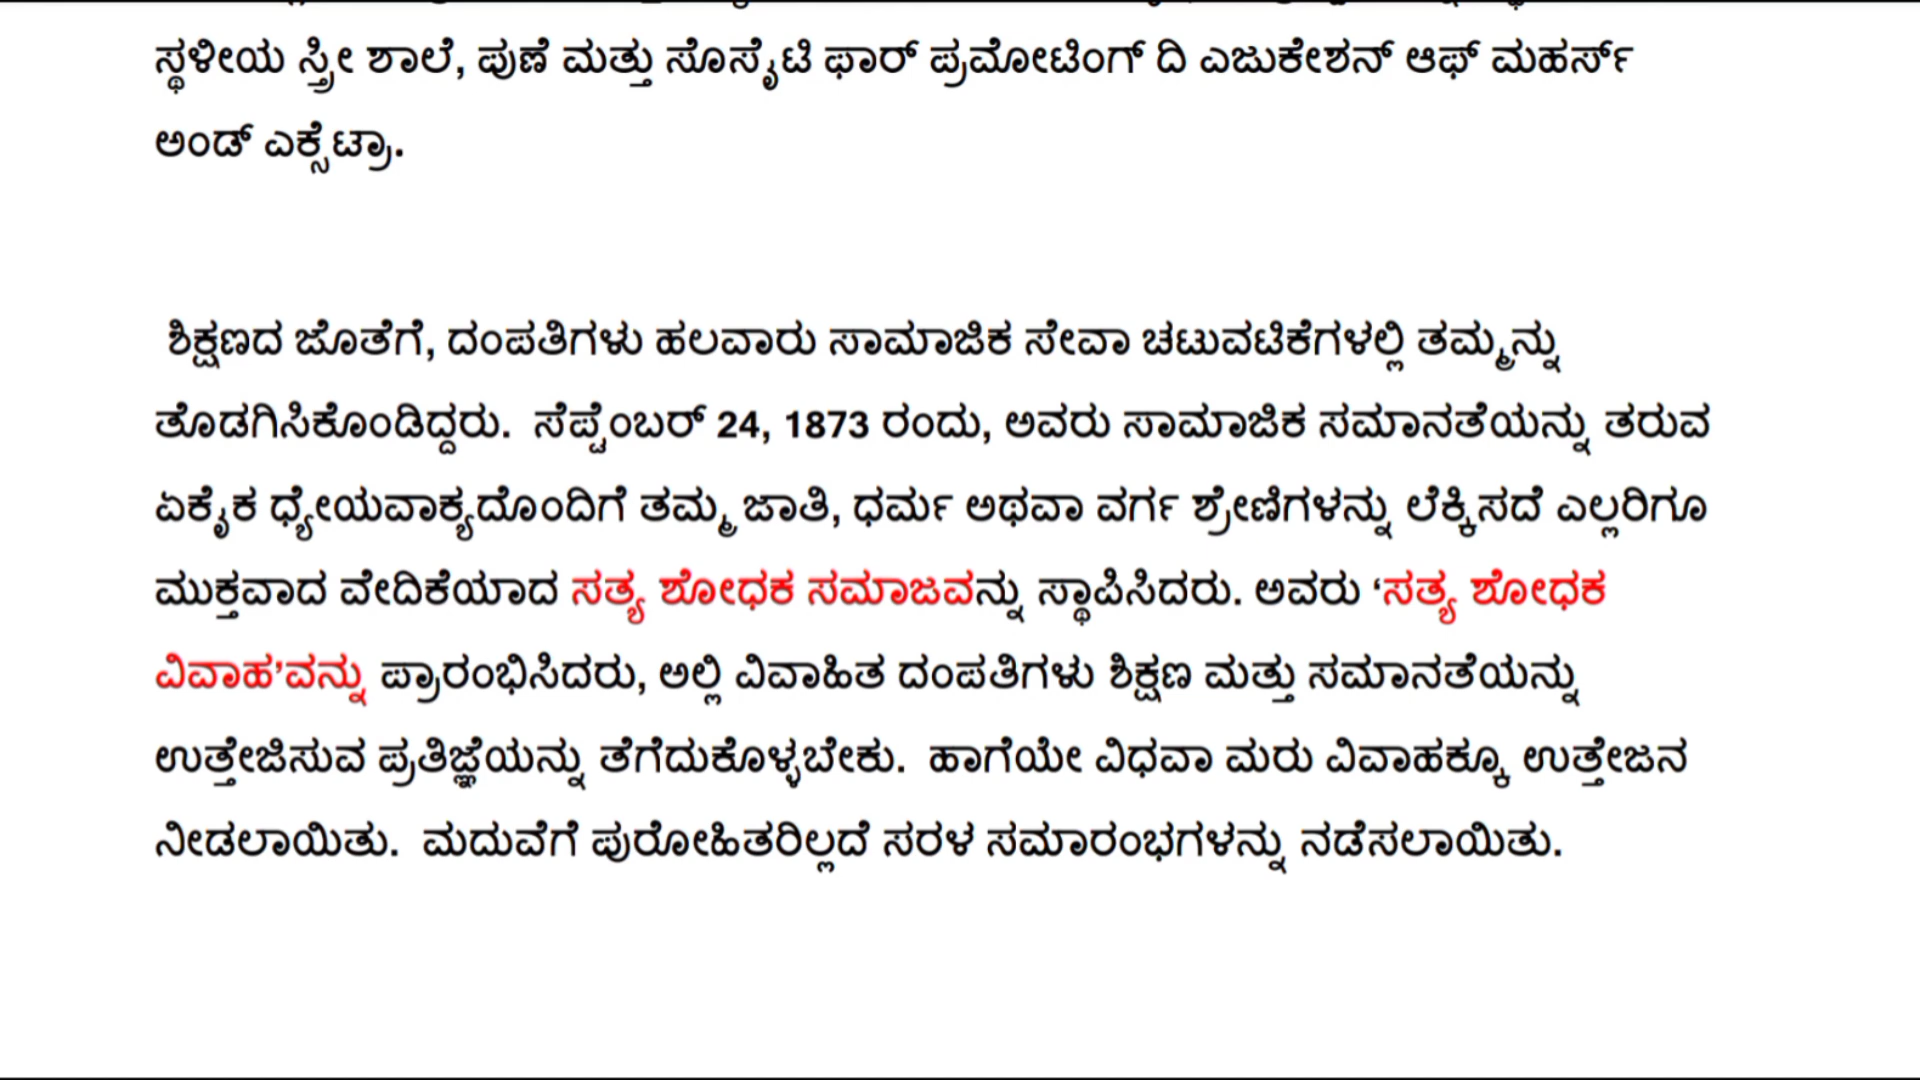 ಸ್ಥಳೀಯ ಸ್ತ್ರೀ ಶಾಲೆ, ಪುಣೆ ಮತ್ತು ಸೊಸೈಟಿ ಫಾರ್ ಪ್ರಮೋಟಿಂಗ್ ದಿ ಎಜುಕೇಶನ್ ಆಫ್ ಮಹರ್ಸ್
ಅಂಡ್ ಎಕ್ಸೆಟ್ರಾ.
ಶಿಕ್ಷಣದ ಜೊತೆಗೆ, ದಂಪತಿಗಳು ಹಲವಾರು ಸಾಮಾಜಿಕ ಸೇವಾ ಚಟುವಟಿಕೆಗಳಲ್ಲಿ ತಮ್ಮನ್ನು
ತೊಡಗಿಸಿಕೊಂಡಿದ್ದರು. ಸೆಪ್ಟೆಂಬರ್ 24, 1873 ರಂದು, ಅವರು ಸಾಮಾಜಿಕ ಸಮಾನತೆಯನ್ನು ತರುವ
ಏಕೈಕ ಧ್ಯೇಯವಾಕ್ಯದೊಂದಿಗೆ ತಮ್ಮ ಜಾತಿ, ಧರ್ಮ ಅಥವಾ ವರ್ಗ ಶ್ರೇಣಿಗಳನ್ನು ಲೆಕ್ಕಿಸದೆ ಎಲ್ಲರಿಗೂ
ಮುಕ್ತವಾದ ವೇದಿಕೆಯಾದ ಸತ್ಯ ಶೋಧಕ ಸಮಾಜವನ್ನು ಸ್ಥಾಪಿಸಿದರು. ಅವರು ‘ಸತ್ಯ ಶೋಧಕ
ವಿವಾಹ’ವನ್ನು ಪ್ರಾರಂಭಿಸಿದರು, ಅಲ್ಲಿ ವಿವಾಹಿತ ದಂಪತಿಗಳು ಶಿಕ್ಷಣ ಮತ್ತು ಸಮಾನತೆಯನ್ನು
ಉತ್ತೇಜಿಸುವ ಪ್ರತಿಜ್ಞೆಯನ್ನು ತೆಗೆದುಕೊಳ್ಳಬೇಕು. ಹಾಗೆಯೇ ವಿಧವಾ ಮರು ವಿವಾಹಕ್ಕೂ ಉತ್ತೇಜನ
ನೀಡಲಾಯಿತು. ಮದುವೆಗೆ ಪುರೋಹಿತರಿಲ್ಲದೆ ಸರಳ ಸಮಾರಂಭಗಳನ್ನು ನಡೆಸಲಾಯಿತು.